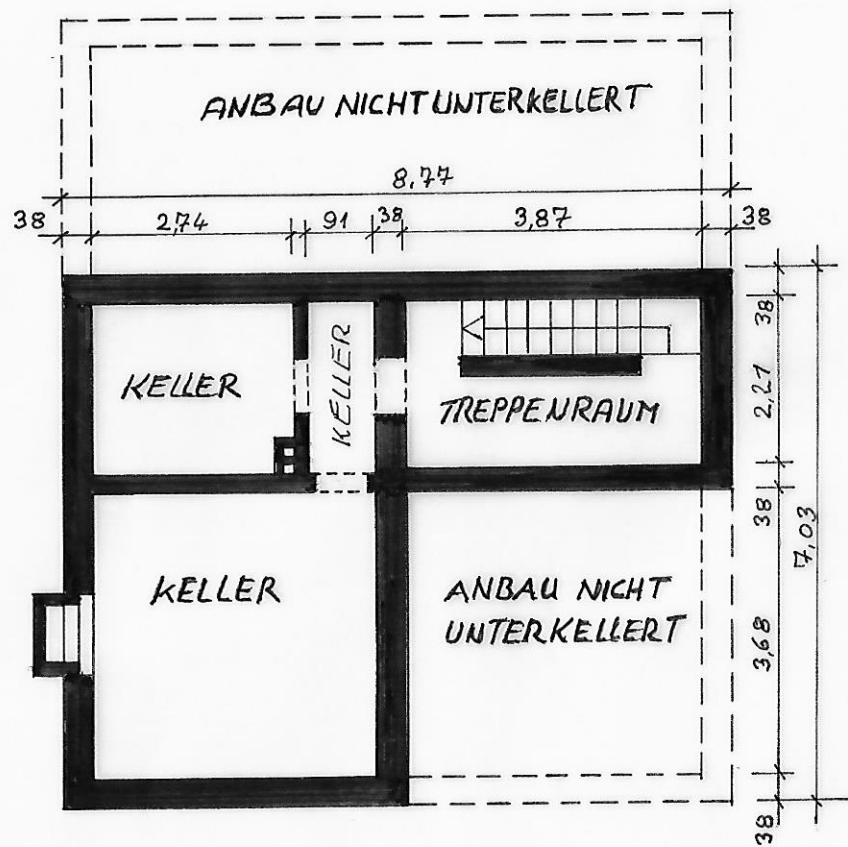 ANBAU NICHT UNTERKELLERT
8,77
38 2,74 91 38 3,87 38
38
KELLER
KELLER
2,21
TREPPENRAUM
38
7,03
KELLER
ANBAU NICHT
UNTERKELLERT
3,68
38